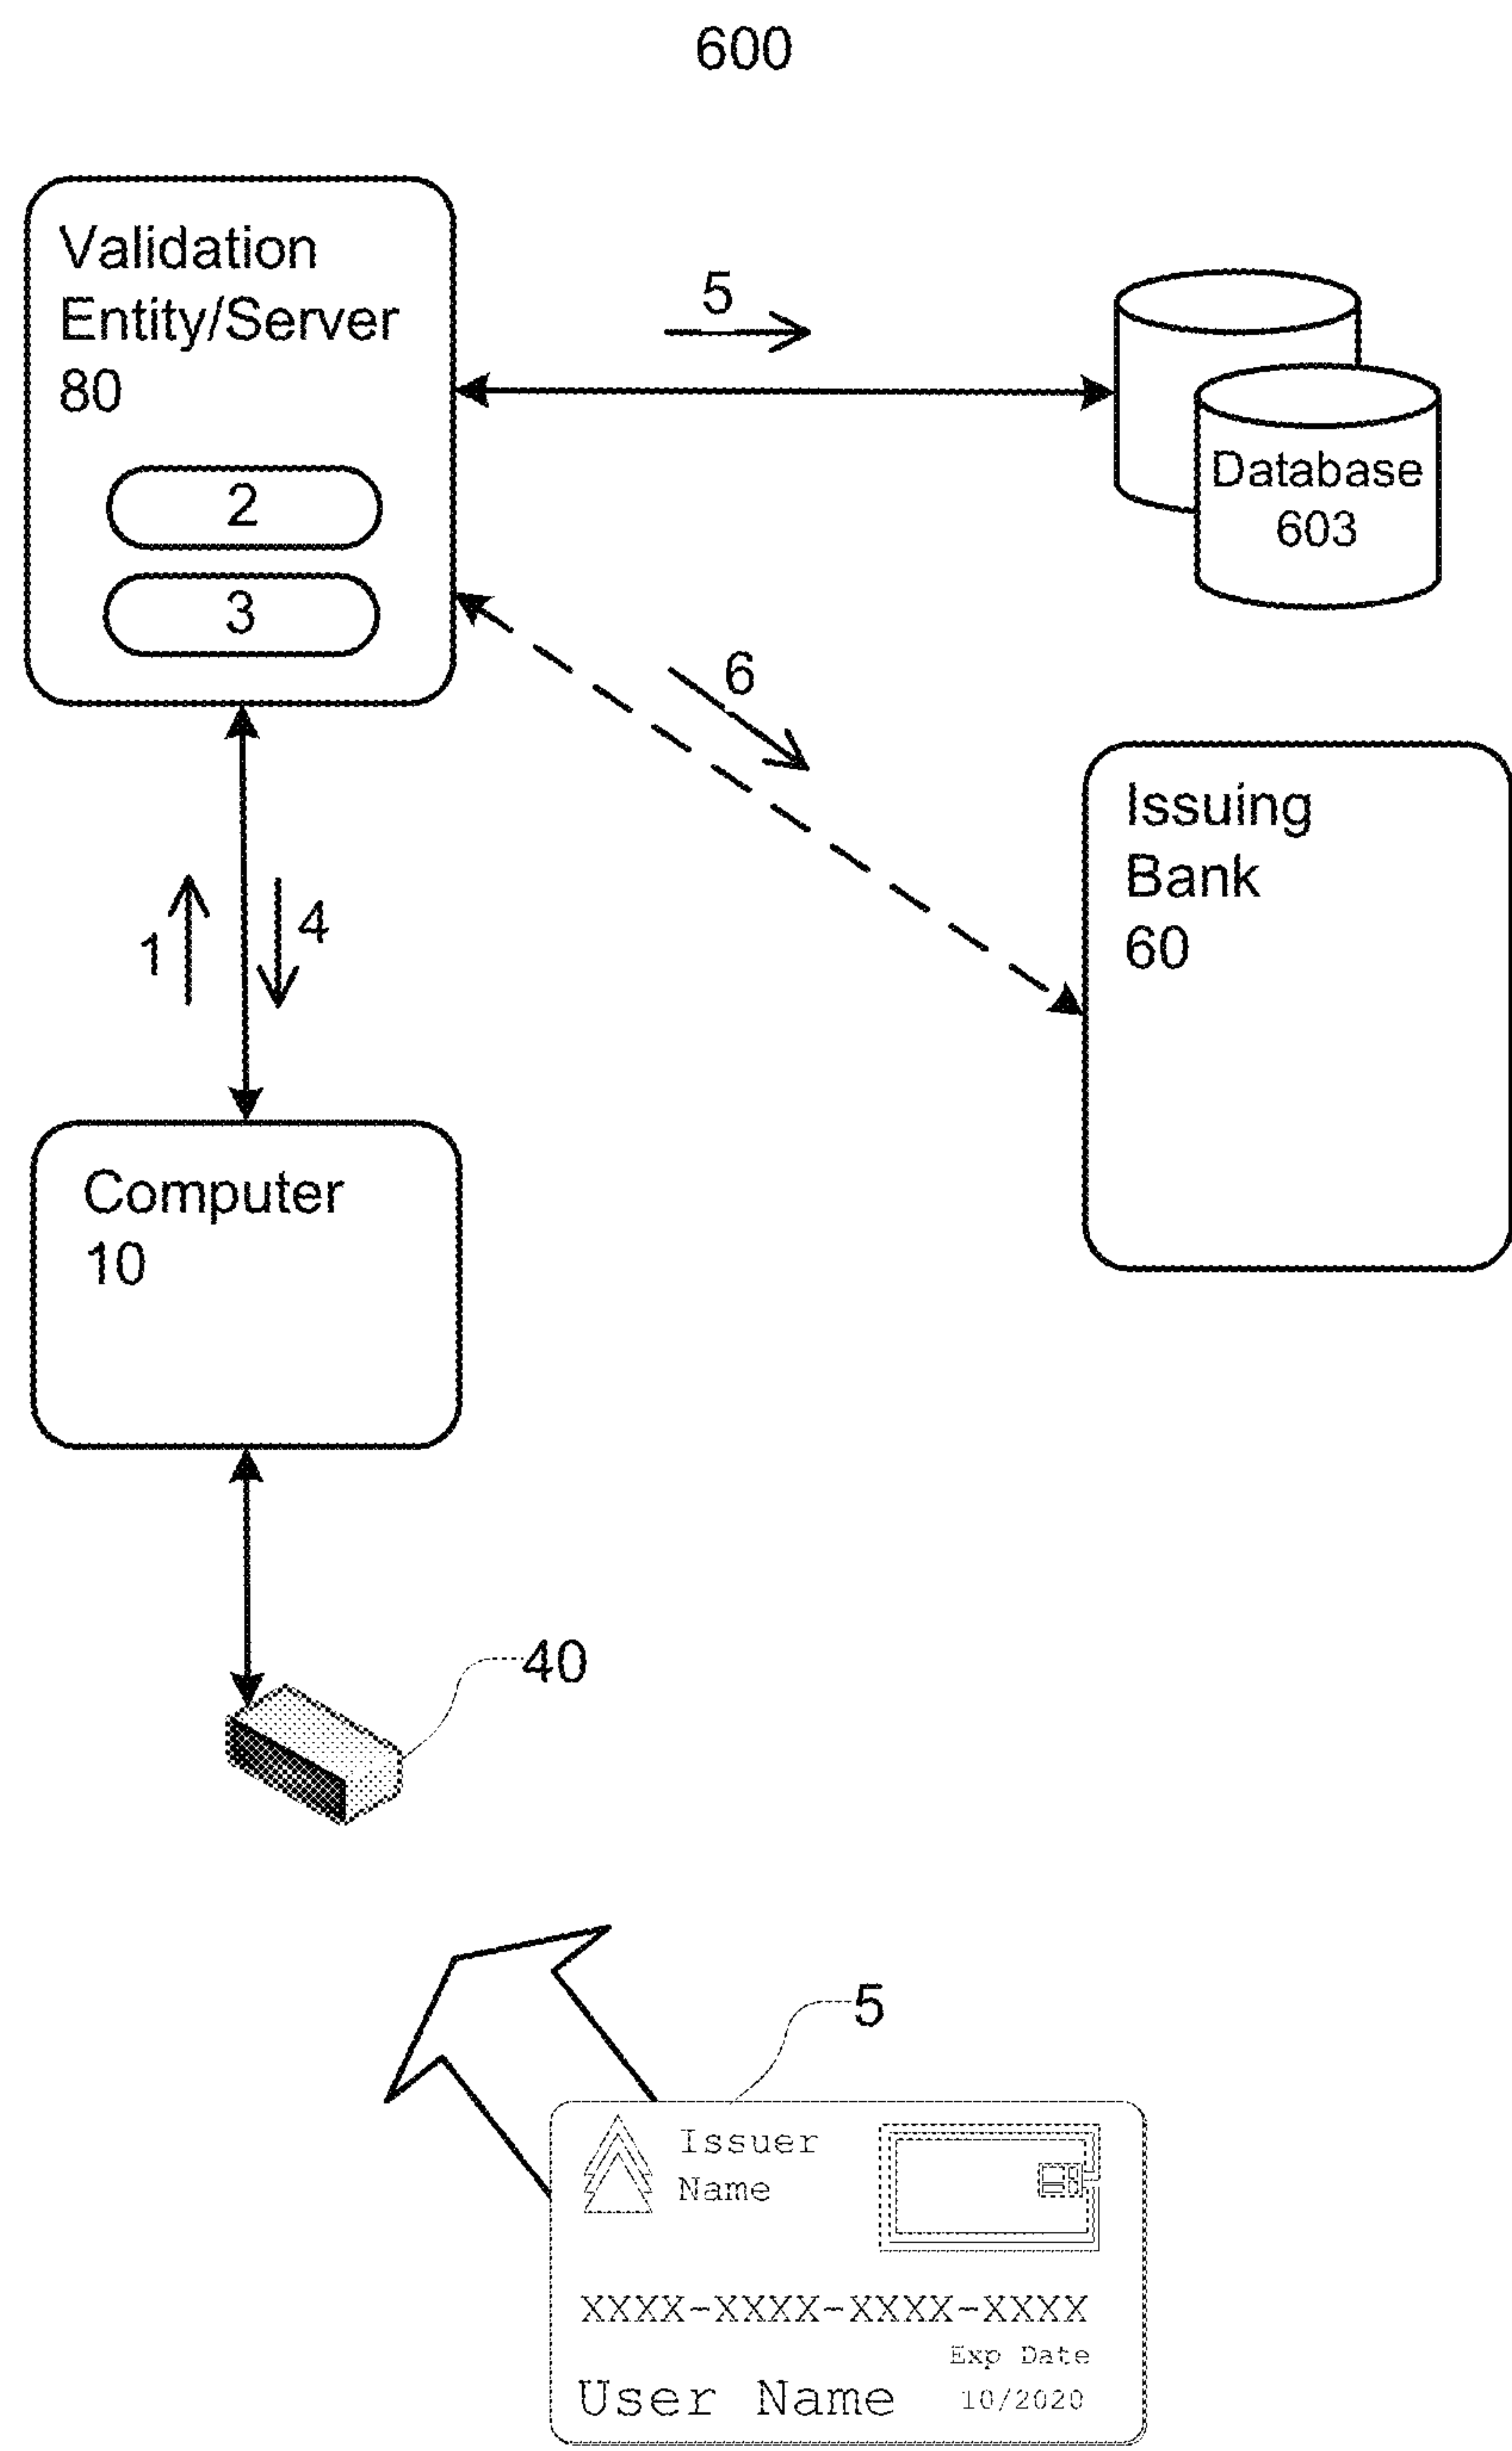 600
Validation
Entity/Server
80
2
3
5
Database
603
6
Issuing
Bank
60
1
4
Computer
10
40
5
Issuer
Name
XXXX-XXXX-XXXX-XXXX
Exp Date
User Name
10/2020